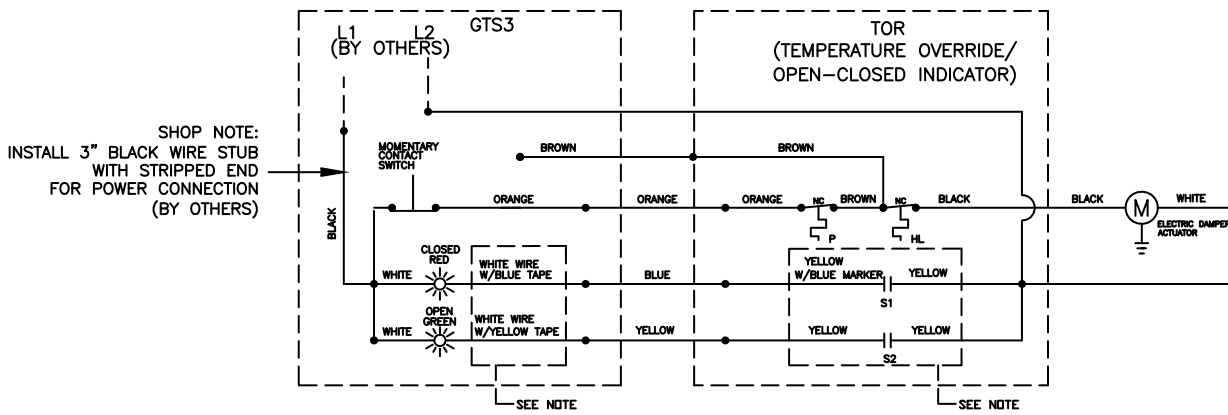 L1 L2 GTS3
(BY OTHERS)
TOR
(TEMPERATURE OVERRIDE/
OPEN-CLOSED INDICATOR)
SHOP NOTE:
INSTALL 3" BLACK WIRE STUB
WITH STRIPPED END
FOR POWER CONNECTION
(BY OTHERS)
MOMENTARY
CONTACT
SWITCH
BROWN BROWN
ORANGE ORANGE ORANGE NC BROWN NC BLACK BLACK M WHITE
P HL
ELECTRIC DAMPER
ACTUATOR
BLACK
CLOSED
RED
WHITE WHITE WIRE
W/BLUE TAPE
BLUE
YELLOW
W/BLUE MARKER
YELLOW
S1
OPEN
GREEN
WHITE WHITE WIRE
W/YELLOW TAPE
YELLOW YELLOW YELLOW
S2
SEE NOTE SEE NOTE